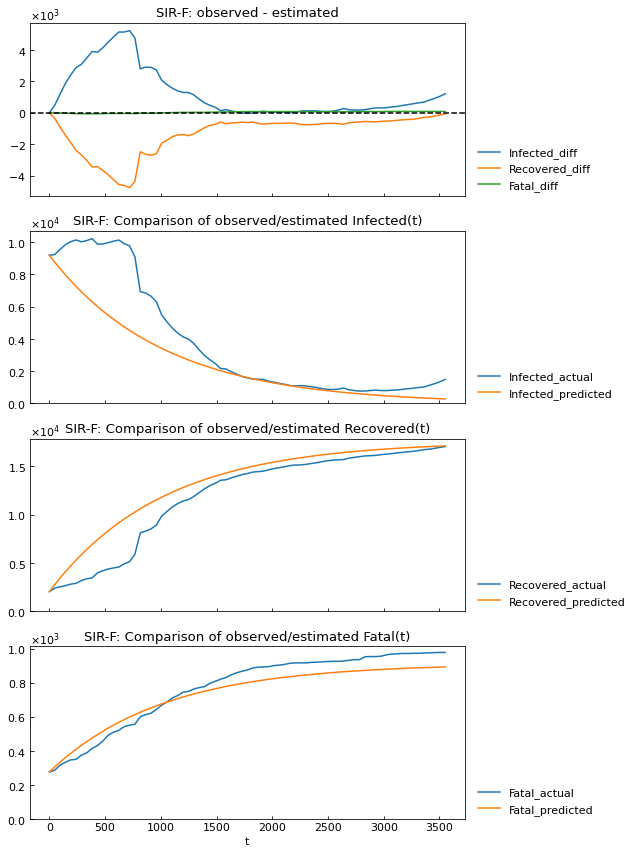 SIR-F: observed - estimated
×10³
4
2
0
−2
−4
Infected_diff
Recovered_diff
Fatal_diff
SIR-F: Comparison of observed/estimated Infected(t)
×10⁴
1.0
0.8
0.6
0.4
0.2
0.0
Infected_actual
Infected_predicted
SIR-F: Comparison of observed/estimated Recovered(t)
×10⁴
1.5
1.0
0.5
0.0
Recovered_actual
Recovered_predicted
SIR-F: Comparison of observed/estimated Fatal(t)
×10³
1.0
0.8
0.6
0.4
0.2
0.0
Fatal_actual
Fatal_predicted
0 500 1000 1500 2000 2500 3000 3500
t